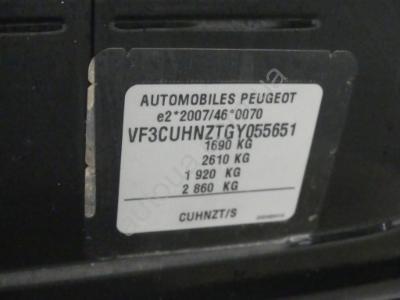 AUTOMOBILES PEUGEOT
e2*2007/46*0070
VF3CUHNZTGY055651
1690 KG
2610 KG
1 920 KG
2 860 KG
CUHNZT/S